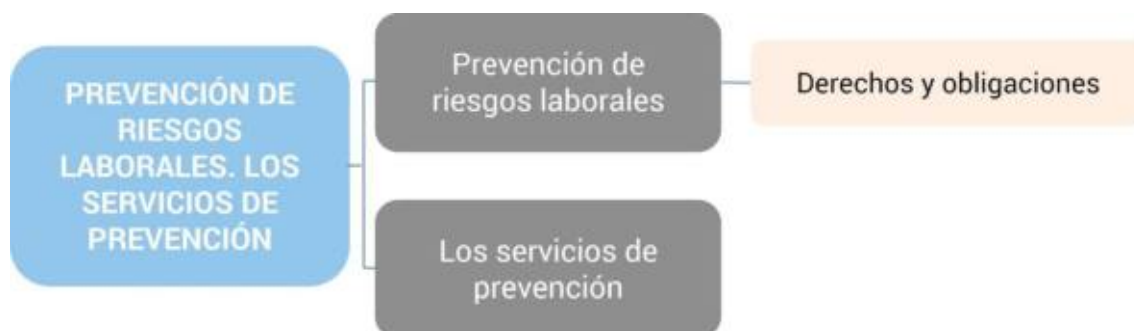 PREVENCIÓN DE
RIESGOS
LABORALES. LOS
SERVICIOS DE
PREVENCIÓN
Prevención de
riesgos laborales
Derechos y obligaciones
Los servicios de
prevención